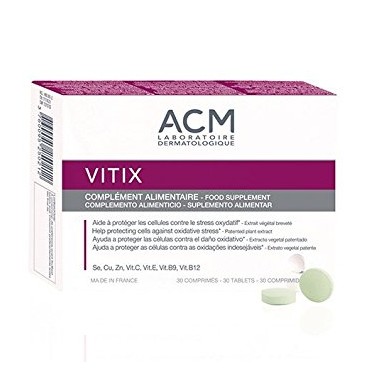 ACM
LABORATOIRE
DERMATOLOGIQUE
VITIX
COMPLÉMENT ALIMENTAIRE - FOOD SUPPLEMENT
COMPLEMENTO ALIMENTICIO - SUPLEMENTO ALIMENTAR
Aide à protéger les cellules contre le stress oxydatif* - Extrait végétal breveté
Help protecting cells against oxidative stress* - Patented plant extract
Ayuda a proteger las células contra el daño oxidativo* - Extracto vegetal patentado
Ajuda a proteger as células contra as oxidações indesejáveis* - Extrato vegetal patente
Se, Cu, Zn, Vit.C, Vit.E, Vit.B9, Vit.B12
MADE IN FRANCE
30 COMPRIMÉS - 30 TABLETS - 30 COMPRIMID